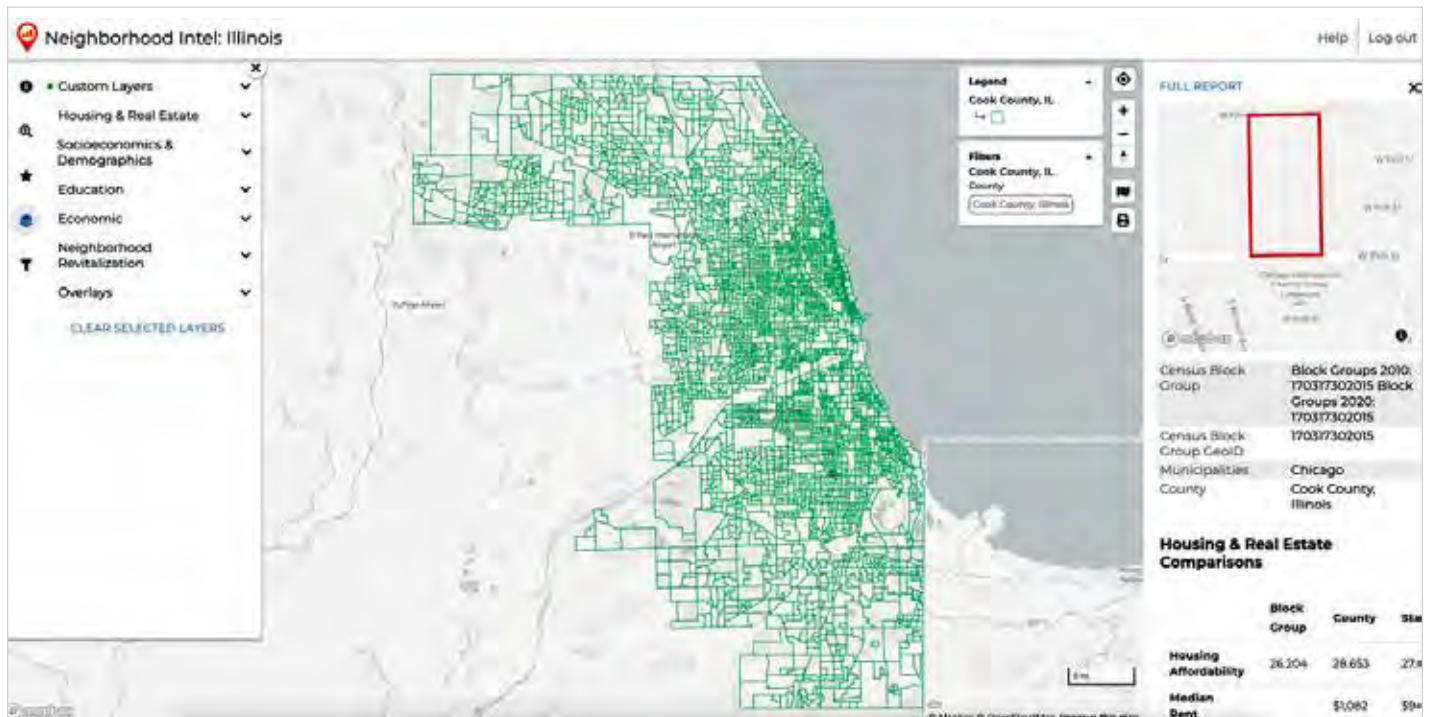 Neighborhood Intel: Illinois
Help
Log out
Custom Layers
Housing & Real Estate
Socioeconomics &
Demographics
Education
Economic
Neighborhood
Revitalization
Overlays
CLEAR SELECTED LAYERS
Legend
Cook County, IL
Filters
Cook County, IL
County
Cook County, Illinois
FULL REPORT
Census Block
Group
Block Groups 2010:
170317302015 Block
Groups 2020:
170317302015
Census Block
Group GeoID
170317302015
Municipalities
Chicago
County
Cook County,
Illinois
Housing & Real Estate
Comparisons
Block
Group
County
Housing
Affordability
26.204
28.653
Median
Rent
$1,082